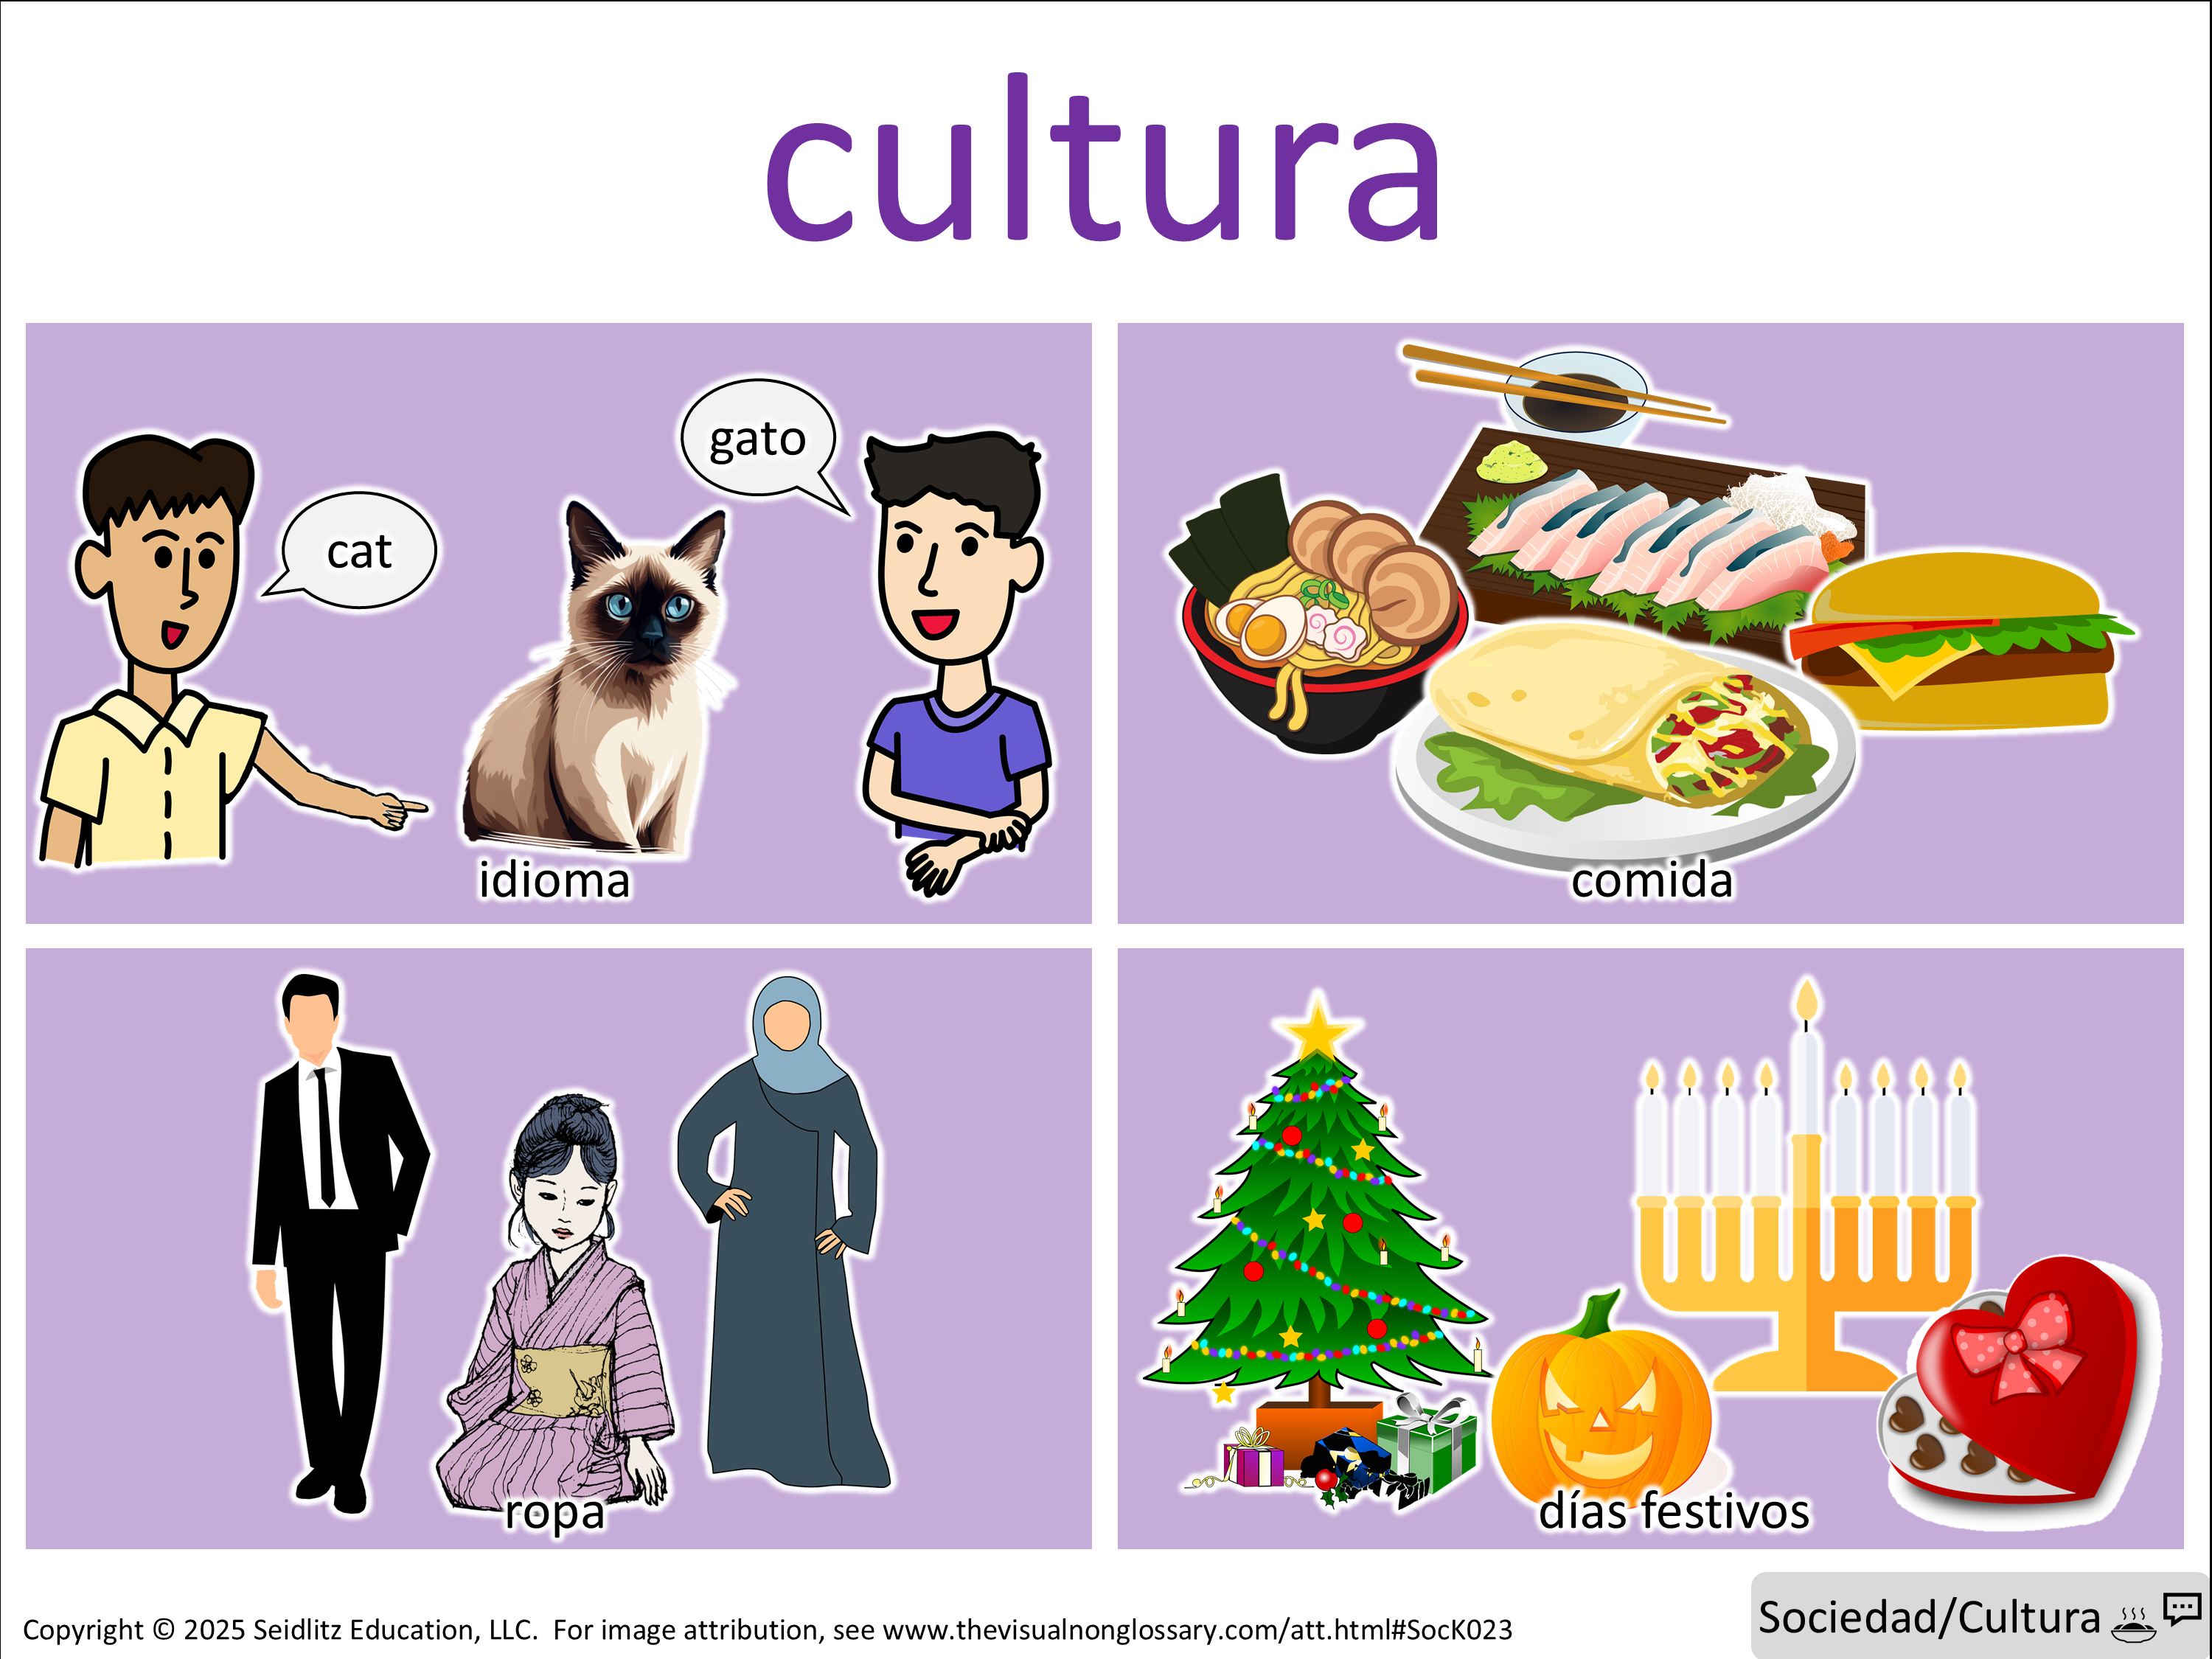 cultura
cat
gato
idioma
comida
ropa
días festivos
Copyright © 2025 Seidlitz Education, LLC.  For image attribution, see www.thevisualnonglossary.com/att.html#SocK023
Sociedad/Cultura